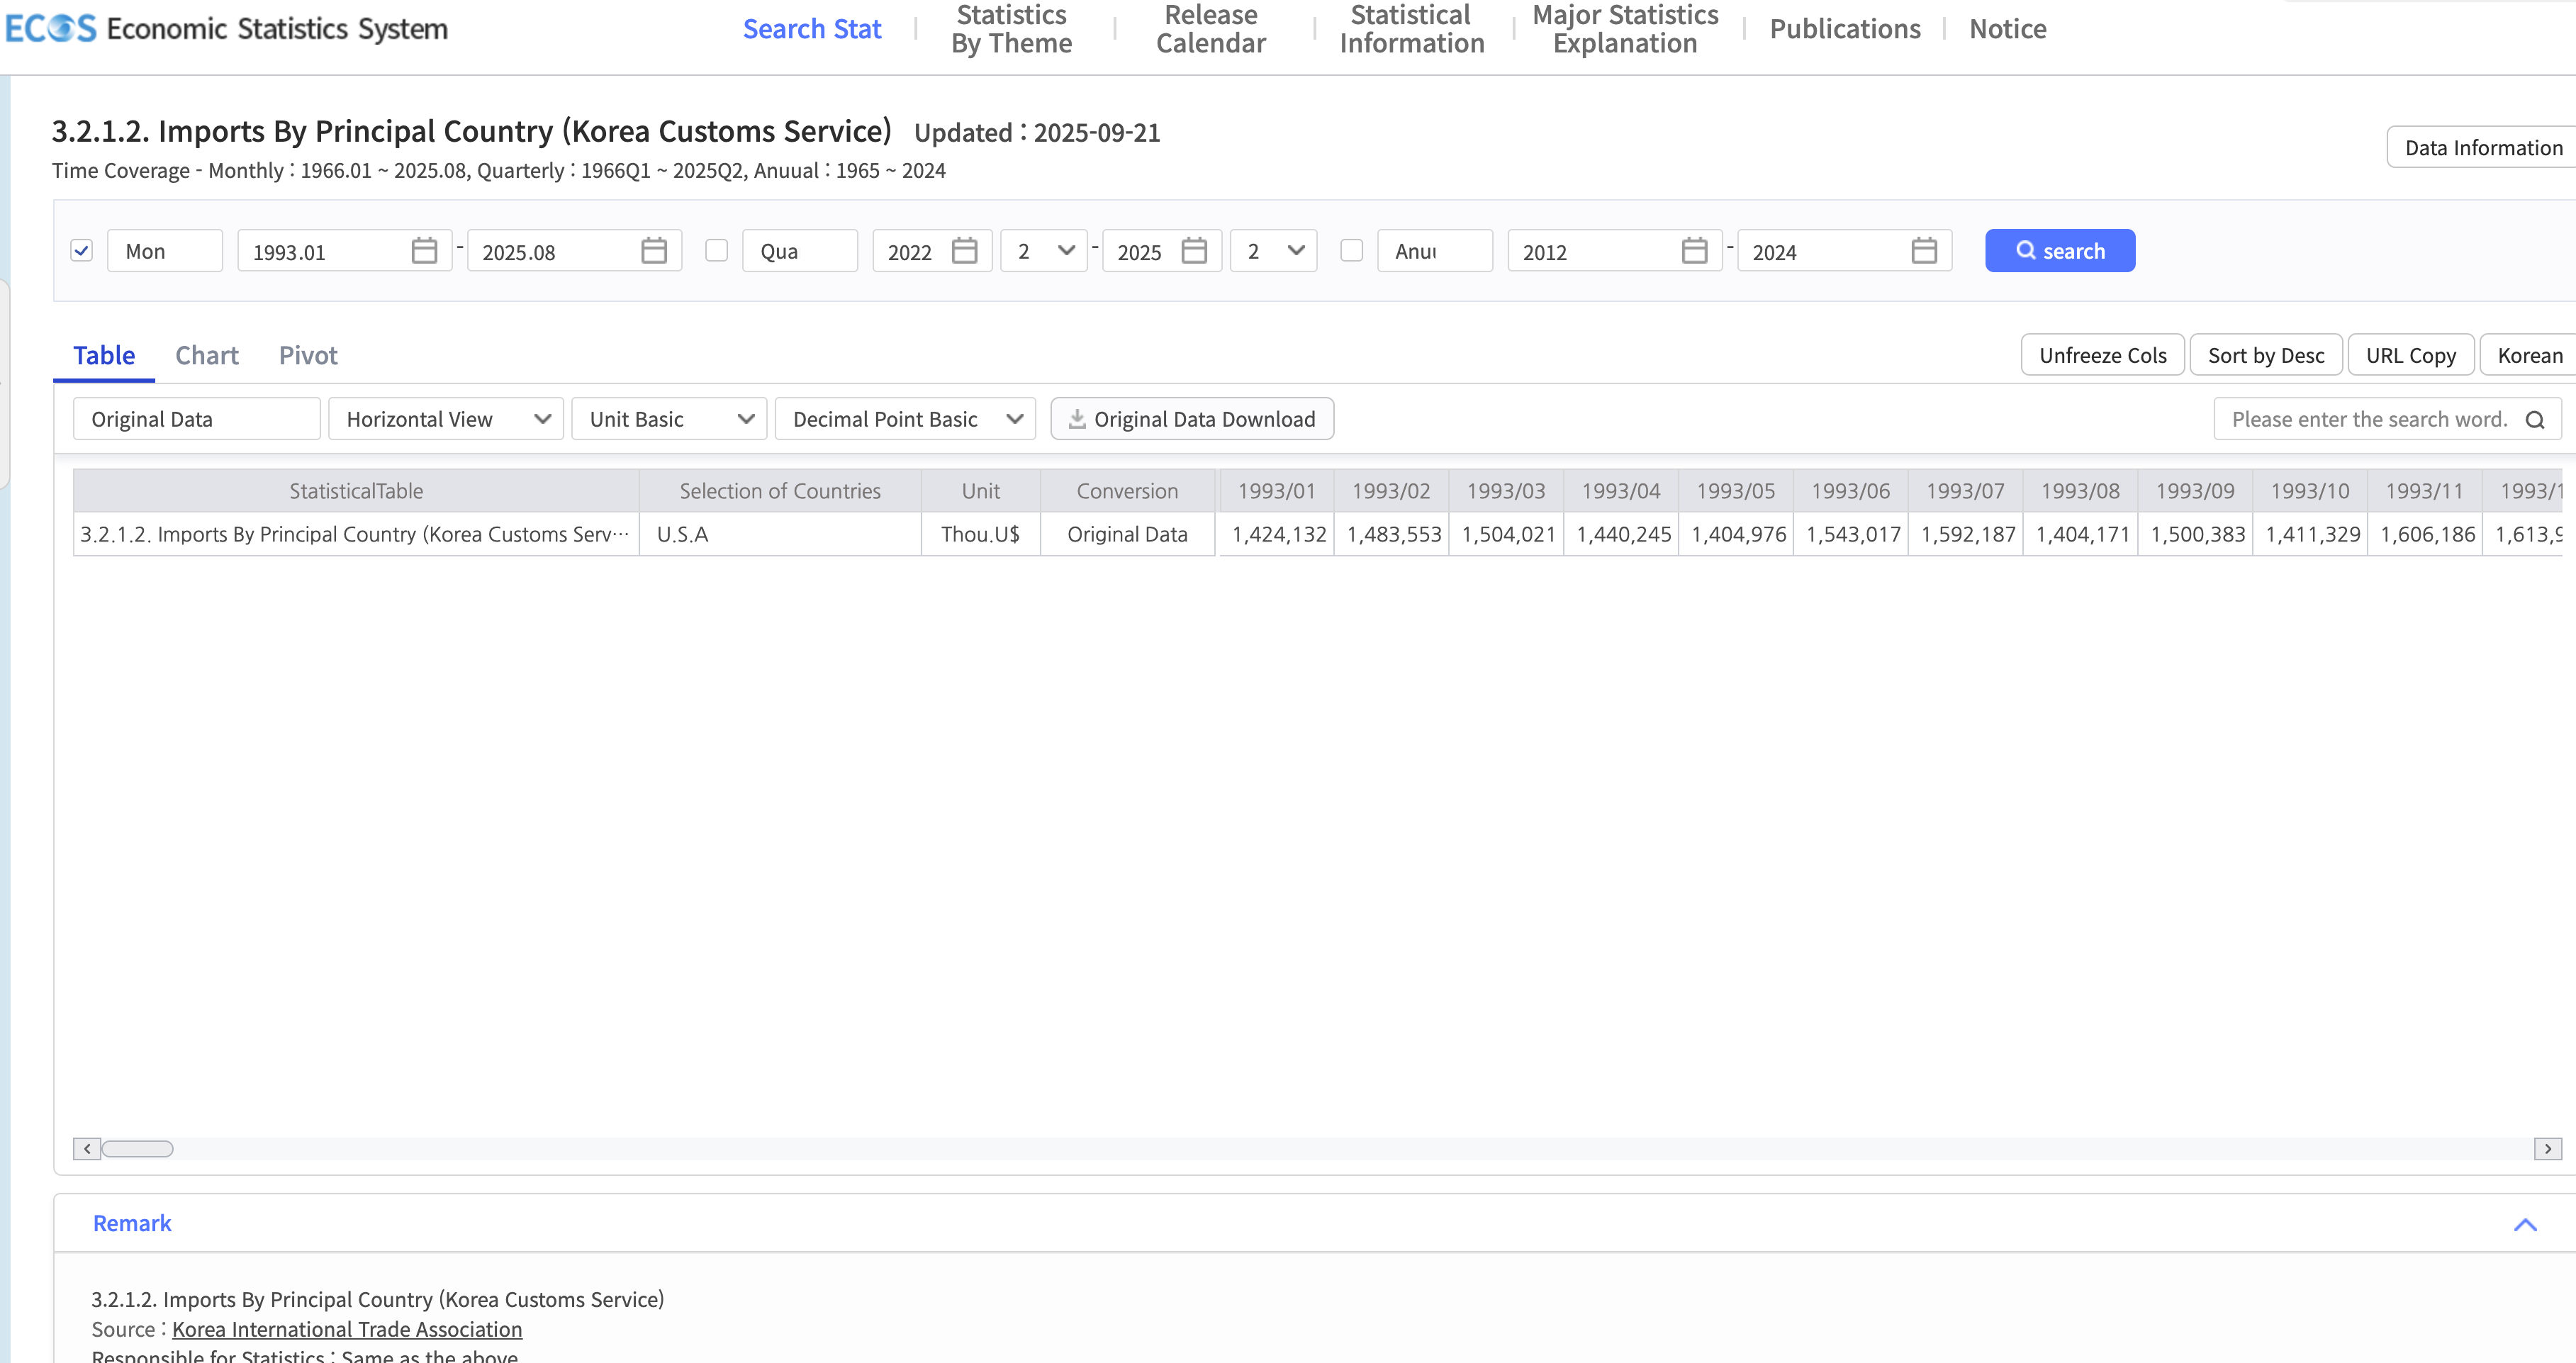 ECOS Economic Statistics System
Search Stat
Statistics
By Theme
Release
Calendar
Statistical
Information
Major Statistics
Explanation
Publications
Notice
3.2.1.2. Imports By Principal Country (Korea Customs Service) Updated : 2025-09-21
Data Information
Time Coverage - Monthly : 1966.01 ~ 2025.08, Quarterly : 1966Q1 ~ 2025Q2, Anuual : 1965 ~ 2024
Mon 1993.01 - 2025.08 Qua 2022 2 - 2025 2 Anu 2012 - 2024 search
Table Chart Pivot Unfreeze Cols Sort by Desc URL Copy Korean
Original Data Horizontal View Unit Basic Decimal Point Basic Original Data Download Please enter the search word.
StatisticalTable Selection of Countries Unit Conversion 1993/01 1993/02 1993/03 1993/04 1993/05 1993/06 1993/07 1993/08 1993/09 1993/10 1993/11 1993/1
3.2.1.2. Imports By Principal Country (Korea Customs Serv··· U.S.A Thou.U$ Original Data 1,424,132 1,483,553 1,504,021 1,440,245 1,404,976 1,543,017 1,592,187 1,404,171 1,500,383 1,411,329 1,606,186 1,613,9
Remark
3.2.1.2. Imports By Principal Country (Korea Customs Service)
Source : Korea International Trade Association
Responsible for Statistics : Same as the above